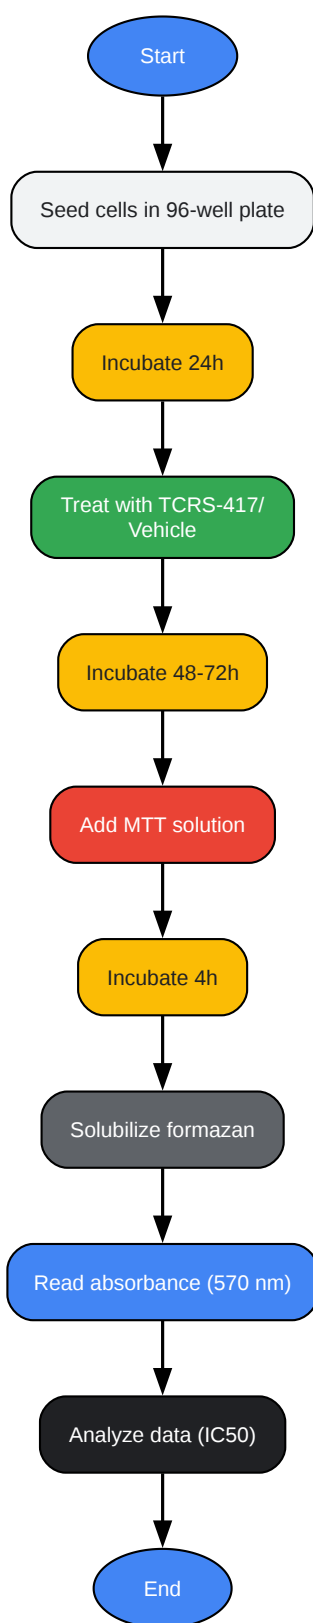 Start
Seed cells in 96-well plate
Incubate 24h
Treat with TCRS-417/
Vehicle
Incubate 48-72h
Add MTT solution
Incubate 4h
Solubilize formazan
Read absorbance (570 nm)
Analyze data (IC50)
End